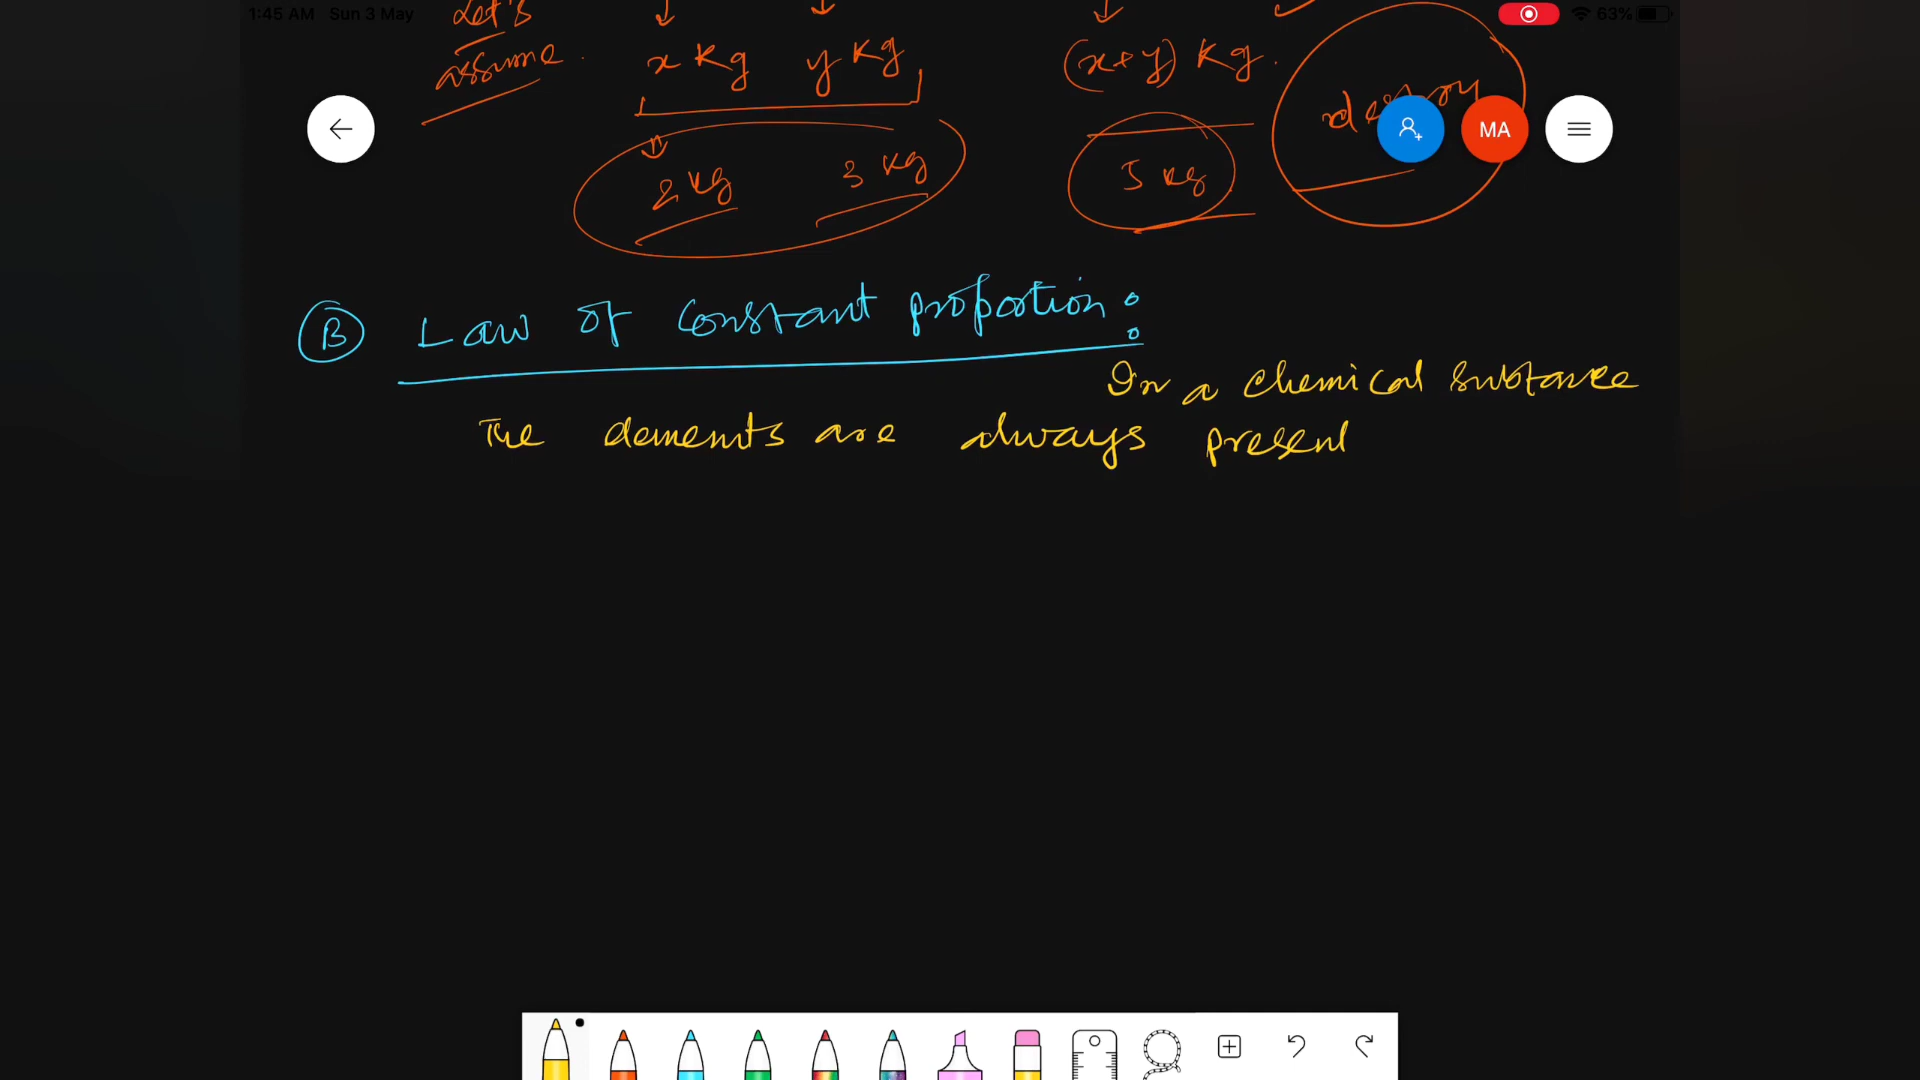 1:45 AM Sun 3 May 63%
Let's
assume.
x kg y kg (x+y) kg.
MA
2 kg 3 kg 5 kg
B Law of Constant proportion:
In a chemical substance
The elements are always present